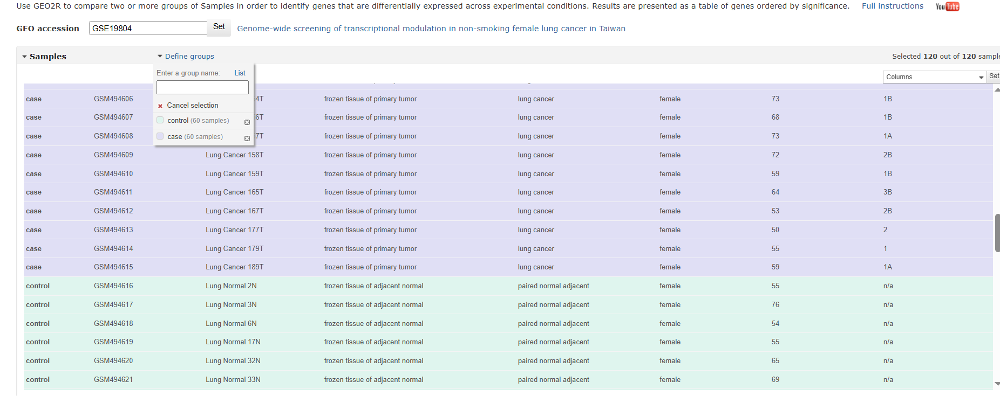 Use GEO2R to compare two or more groups of Samples in order to identify genes that are differentially expressed across experimental conditions. Results are presented as a table of genes ordered by significance. Full instructions YouTube
GEO accession GSE19804 Set Genome-wide screening of transcriptional modulation in non-smoking female lung cancer in Taiwan
Samples Define groups Selected 120 out of 120 sample
Enter a group name: List
Columns Set
Cancel selection
control (60 samples)
case (60 samples)
case GSM494606 4T frozen tissue of primary tumor lung cancer female 73 1B
case GSM494607 6T frozen tissue of primary tumor lung cancer female 68 1B
case GSM494608 7T frozen tissue of primary tumor lung cancer female 73 1A
case GSM494609 Lung Cancer 158T frozen tissue of primary tumor lung cancer female 72 2B
case GSM494610 Lung Cancer 159T frozen tissue of primary tumor lung cancer female 59 1B
case GSM494611 Lung Cancer 165T frozen tissue of primary tumor lung cancer female 64 3B
case GSM494612 Lung Cancer 167T frozen tissue of primary tumor lung cancer female 53 2B
case GSM494613 Lung Cancer 177T frozen tissue of primary tumor lung cancer female 50 2
case GSM494614 Lung Cancer 179T frozen tissue of primary tumor lung cancer female 55 1
case GSM494615 Lung Cancer 189T frozen tissue of primary tumor lung cancer female 59 1A
control GSM494616 Lung Normal 2N frozen tissue of adjacent normal paired normal adjacent female 55 n/a
control GSM494617 Lung Normal 3N frozen tissue of adjacent normal paired normal adjacent female 76 n/a
control GSM494618 Lung Normal 6N frozen tissue of adjacent normal paired normal adjacent female 54 n/a
control GSM494619 Lung Normal 17N frozen tissue of adjacent normal paired normal adjacent female 55 n/a
control GSM494620 Lung Normal 32N frozen tissue of adjacent normal paired normal adjacent female 65 n/a
control GSM494621 Lung Normal 33N frozen tissue of adjacent normal paired normal adjacent female 69 n/a